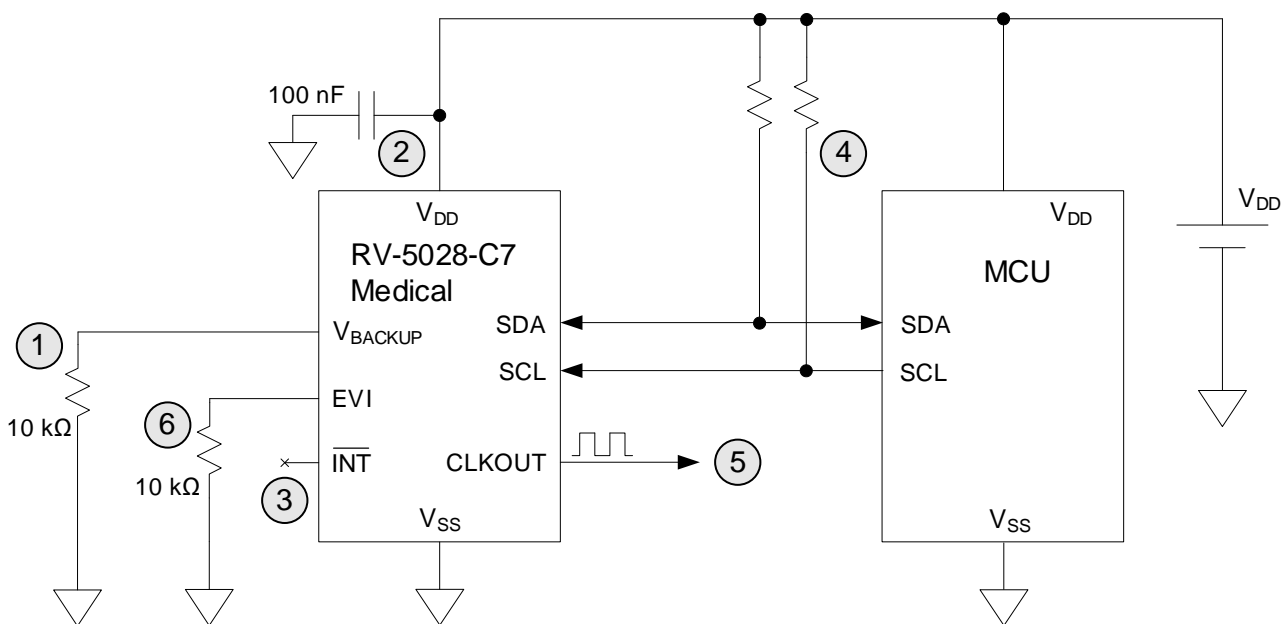 100 nF
2
4
VDD
RV-5028-C7
Medical
VBACKUP
EVI
INT
SDA
SCL
CLKOUT
VSS
1
10 kΩ
6
10 kΩ
3
5
VDD
MCU
SDA
SCL
VSS
VDD